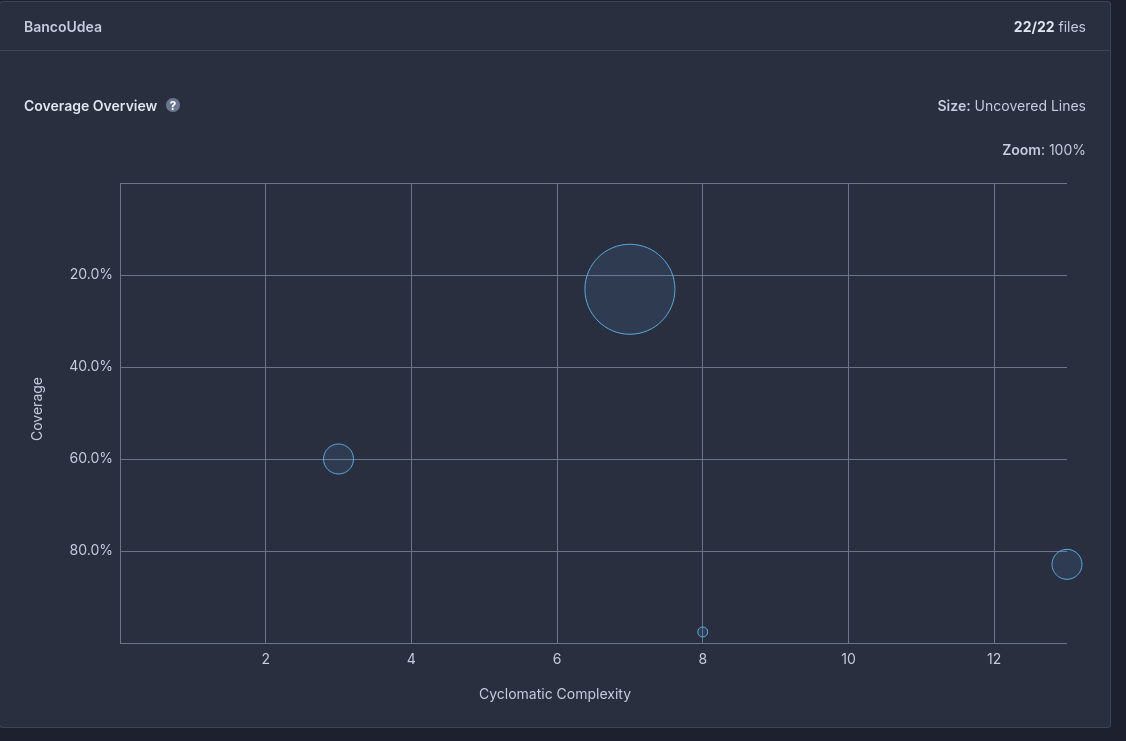 BancoUdea
22/22 files
Coverage Overview ?
Size: Uncovered Lines
Zoom: 100%
20.0%
40.0%
60.0%
80.0%
Coverage
2 4 6 8 10 12
Cyclomatic Complexity